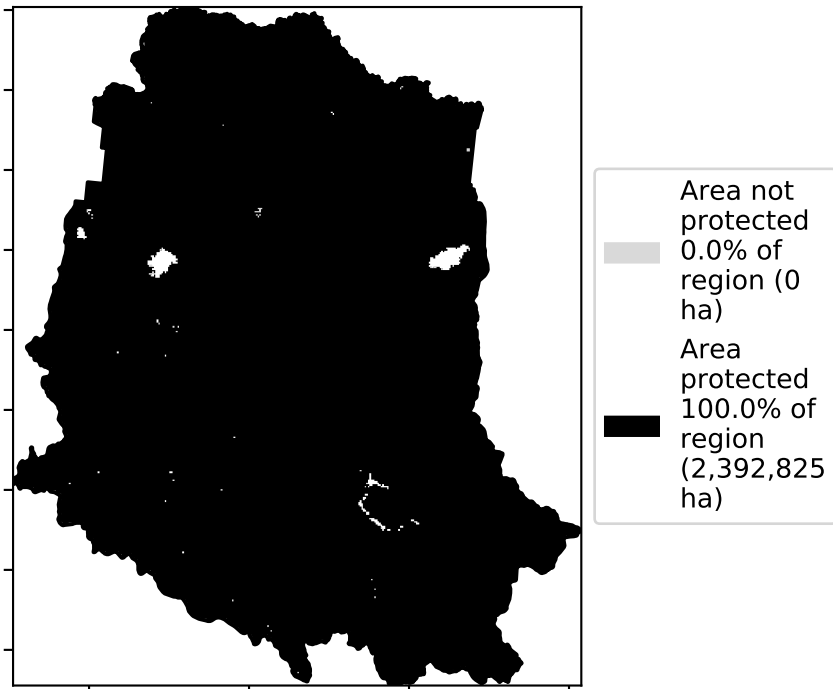 Area not
protected
0.0% of
region (0
ha)
Area
protected
100.0% of
region
(2,392,825
ha)